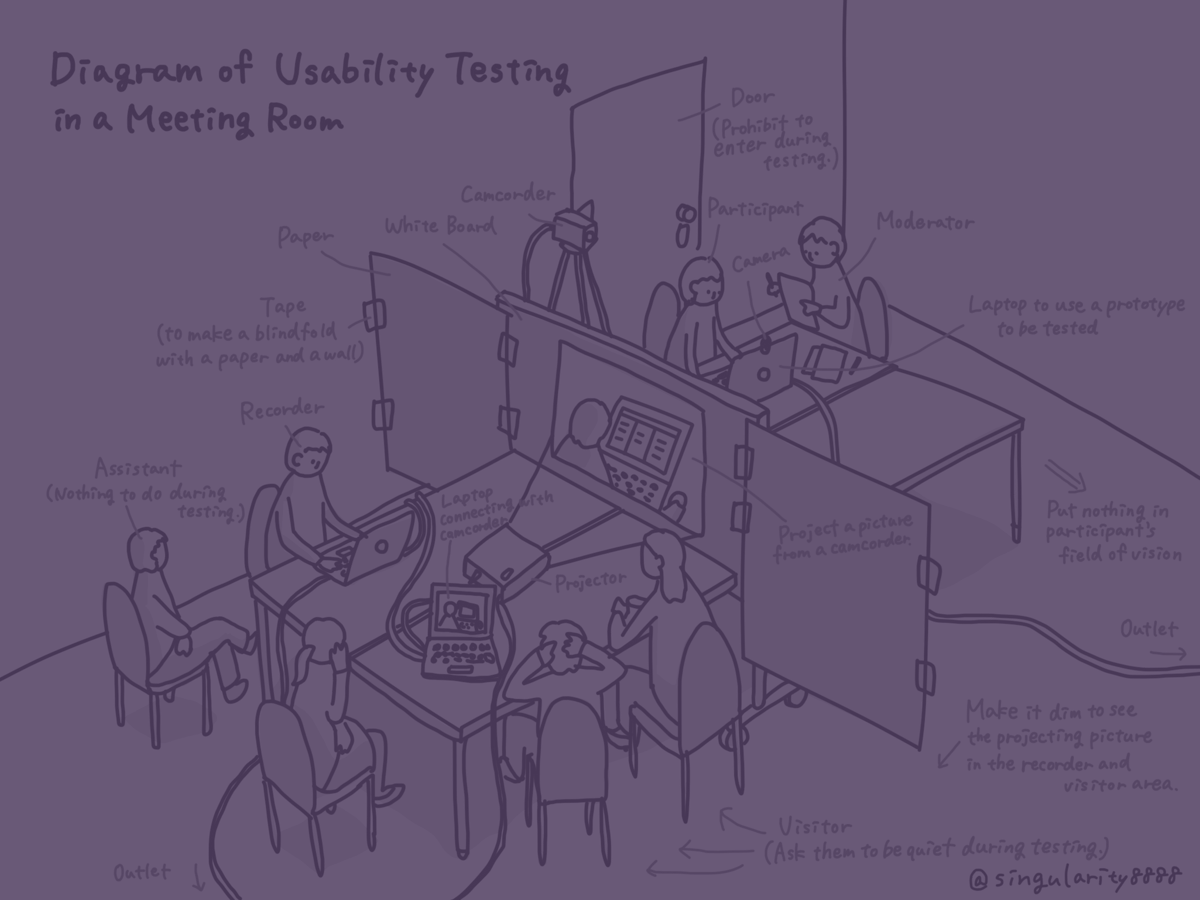 Diagram of Usability Testing
in a Meeting Room
Door
(Prohibit to
enter during
testing.)
Camcorder
White Board
Paper
Participant
Camera
Moderator
Tape
(to make a blindfold
with a paper and a wall)
Laptop to use a prototype
to be tested
Recorder
Assistant
(Nothing to do during
testing.)
Laptop
connecting with
camcorder
Project a picture
from a camcorder.
Put nothing in
participant's
field of vision
Projector
Outlet
Make it dim to see
the projecting picture
in the recorder and
visitor area.
Visitor
(Ask them to be quiet during testing.)
Outlet
@singularity8888